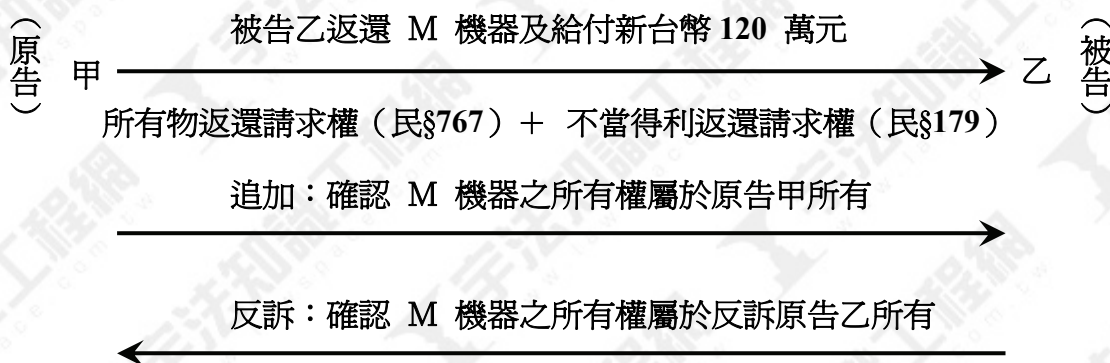 被告乙返還 M 機器及給付新台幣 120 萬元
（原告） 甲 乙 （被告）
所有物返還請求權（民§767）＋ 不當得利返還請求權（民§179）
追加：確認 M 機器之所有權屬於原告甲所有
反訴：確認 M 機器之所有權屬於反訴原告乙所有